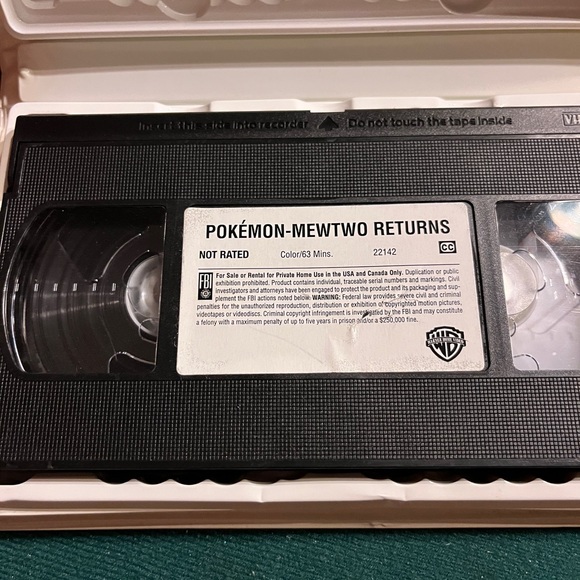 Insert this side into recorder Do not touch the tape inside
POKÉMON-MEWTWO RETURNS
NOT RATED Color/63 Mins. 22142 CC
FBI For Sale or Rental for Private Home Use in the USA and Canada Only. Duplication or public
exhibition prohibited. Product contains individual, traceable serial numbers and markings. Civil
investigators and attorneys have been engaged to protect the product and its packaging and sup-
plement the FBI actions noted below. WARNING: Federal law provides severe civil and criminal
penalties for the unauthorized reproduction, distribution or exhibition of copyrighted motion pictures,
videotapes or videodiscs. Criminal copyright infringement is investigated by the FBI and may constitute
a felony with a maximum penalty of up to five years in prison and/or a $250,000 fine.
WARNER HOME VIDEO